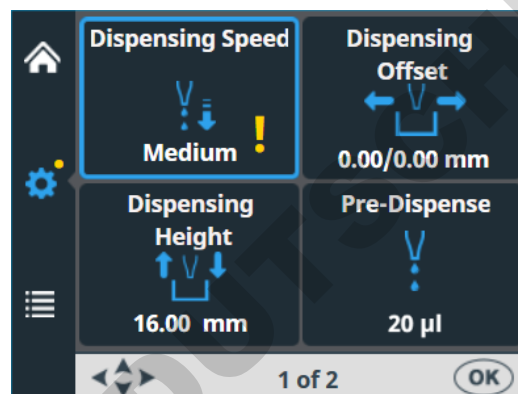 Dispensing Speed
Medium
!
Dispensing
Offset
0.00/0.00 mm
Dispensing
Height
16.00 mm
Pre-Dispense
20 µl
1 of 2
OK